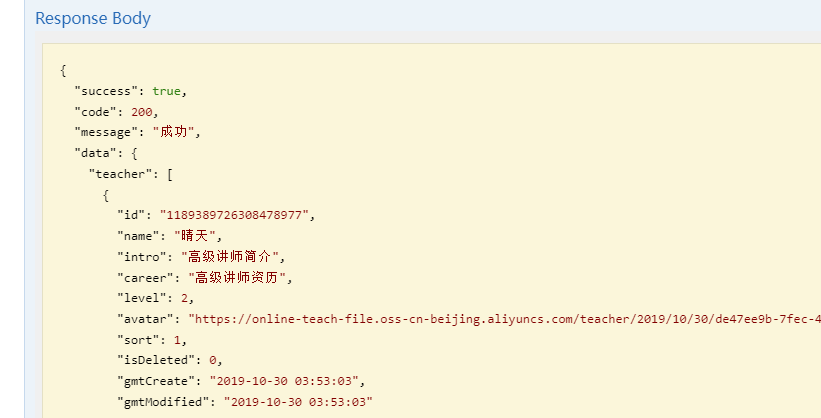 Response Body
{
"success": true,
"code": 200,
"message": "成功",
"data": {
"teacher": [
{
"id": "1189389726308478977",
"name": "晴天",
"intro": "高级讲师简介",
"career": "高级讲师资历",
"level": 2,
"avatar": "https://online-teach-file.oss-cn-beijing.aliyuncs.com/teacher/2019/10/30/de47ee9b-7fec-4
"sort": 1,
"isDeleted": 0,
"gmtCreate": "2019-10-30 03:53:03",
"gmtModified": "2019-10-30 03:53:03"